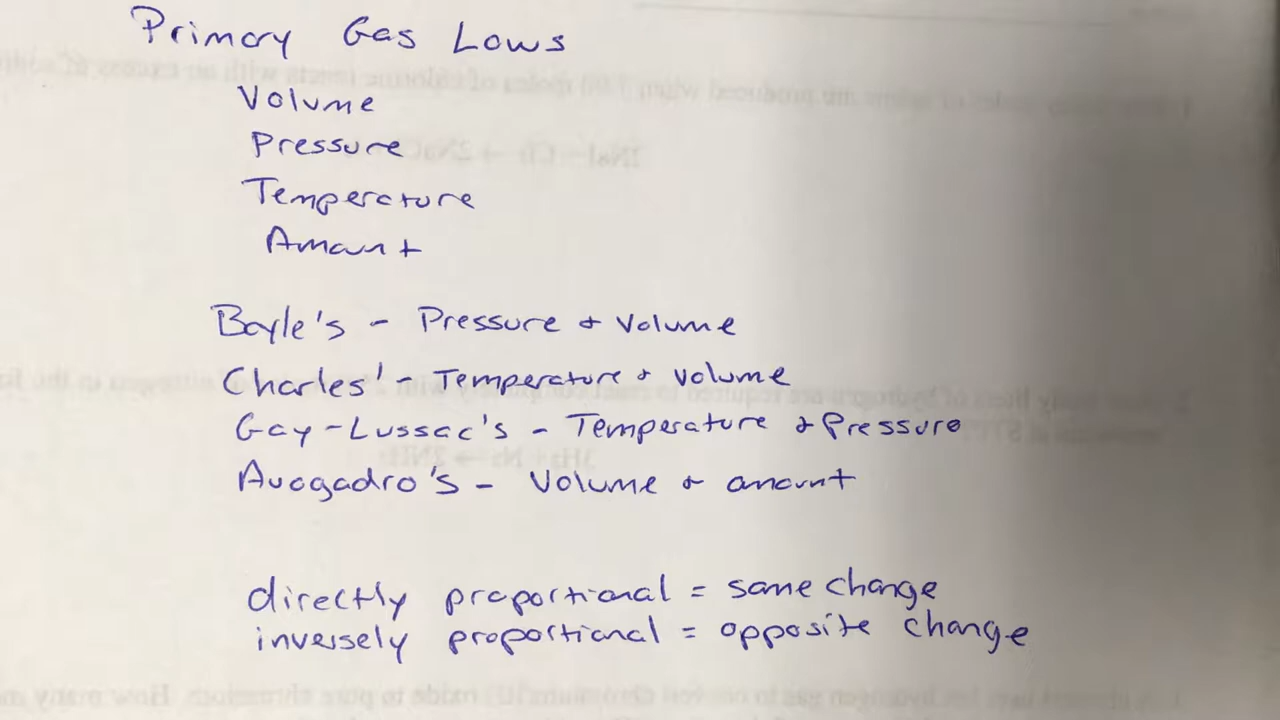 Primary Gas Laws
Volume
Pressure
Temperature
Amount
Boyle's - Pressure & Volume
Charles' - Temperature & Volume
Gay-Lussac's - Temperature & Pressure
Avogadro's - Volume & amount
directly proportional = same change
inversely proportional = opposite change